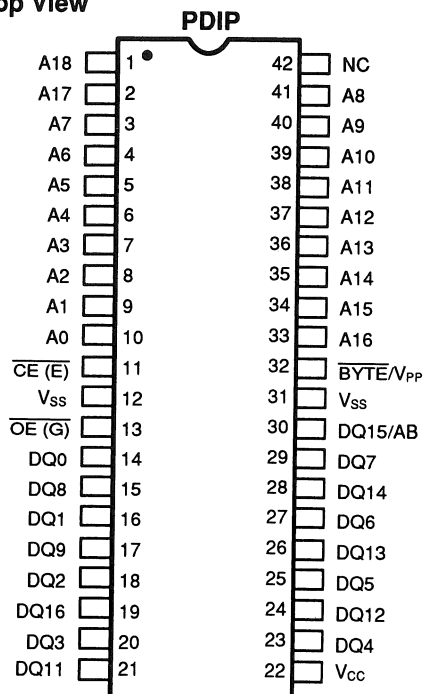 op View
PDIP
A18 1 42 NC
A17 2 41 A8
A7 3 40 A9
A6 4 39 A10
A5 5 38 A11
A4 6 37 A12
A3 7 36 A13
A2 8 35 A14
A1 9 34 A15
A0 10 33 A16
CE (E) 11 32 BYTE/VPP
VSS 12 31 VSS
OE (G) 13 30 DQ15/AB
DQ0 14 29 DQ7
DQ8 15 28 DQ14
DQ1 16 27 DQ6
DQ9 17 26 DQ13
DQ2 18 25 DQ5
DQ16 19 24 DQ12
DQ3 20 23 DQ4
DQ11 21 22 VCC